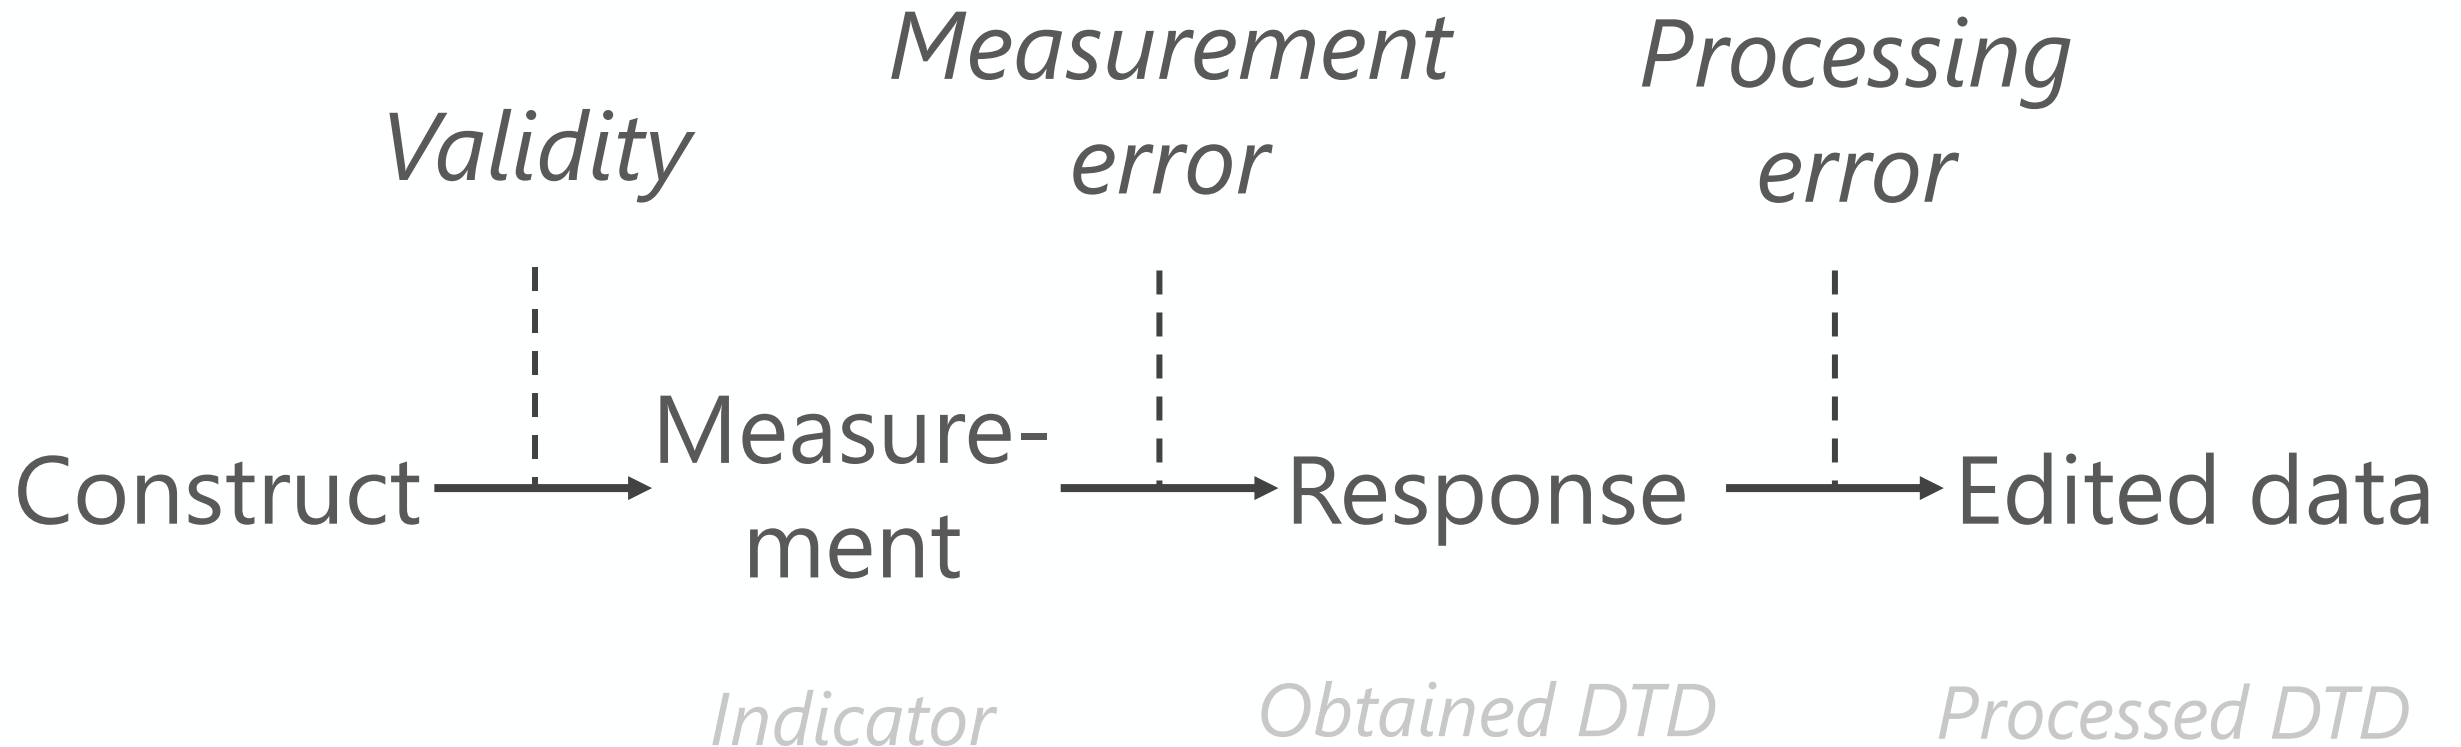 Validity
Measurement
error
Processing
error
Construct
Measure-
ment
Response
Edited data
Indicator
Obtained DTD
Processed DTD